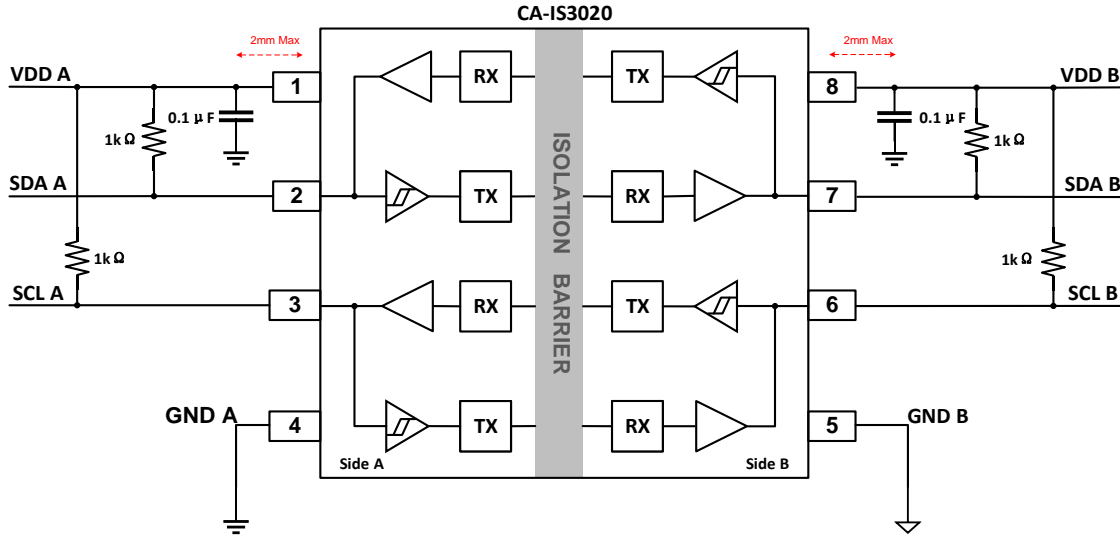 CA-IS3020
2mm Max
2mm Max
VDD A
1
RX
TX
8
VDD B
0.1 μF
0.1 μF
1kΩ
1kΩ
SDA A
2
TX
RX
7
SDA B
ISOLATION BARRIER
1kΩ
1kΩ
SCL A
3
RX
TX
6
SCL B
GND A
4
TX
RX
5
GND B
Side A
Side B